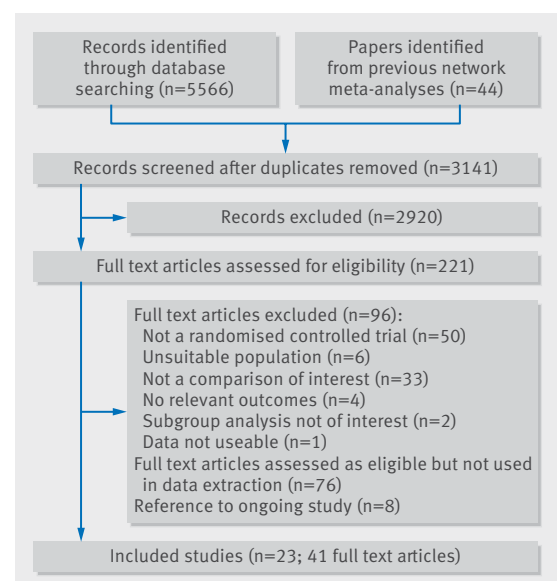 Records identified
through database
searching (n=5566)
Papers identified
from previous network
meta-analyses (n=44)
Records screened after duplicates removed (n=3141)
Records excluded (n=2920)
Full text articles assessed for eligibility (n=221)
Full text articles excluded (n=96):
Not a randomised controlled trial (n=50)
Unsuitable population (n=6)
Not a comparison of interest (n=33)
No relevant outcomes (n=4)
Subgroup analysis not of interest (n=2)
Data not useable (n=1)
Full text articles assessed as eligible but not used
in data extraction (n=76)
Reference to ongoing study (n=8)
Included studies (n=23; 41 full text articles)